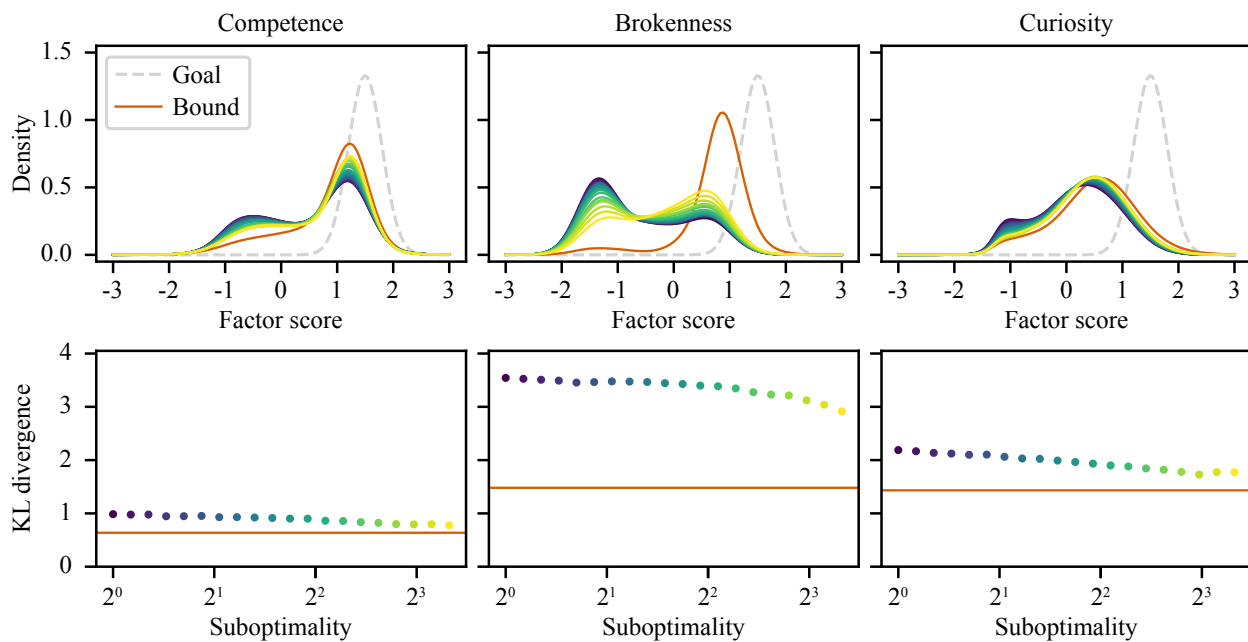 Competence Brokenness Curiosity
1.5
Goal
Bound
1.0
0.5
0.0
Density
-3 -2 -1 0 1 2 3 -3 -2 -1 0 1 2 3 -3 -2 -1 0 1 2 3
Factor score Factor score Factor score
4
3
2
1
0
KL divergence
2⁰ 2¹ 2² 2³ 2⁰ 2¹ 2² 2³ 2⁰ 2¹ 2² 2³
Suboptimality Suboptimality Suboptimality